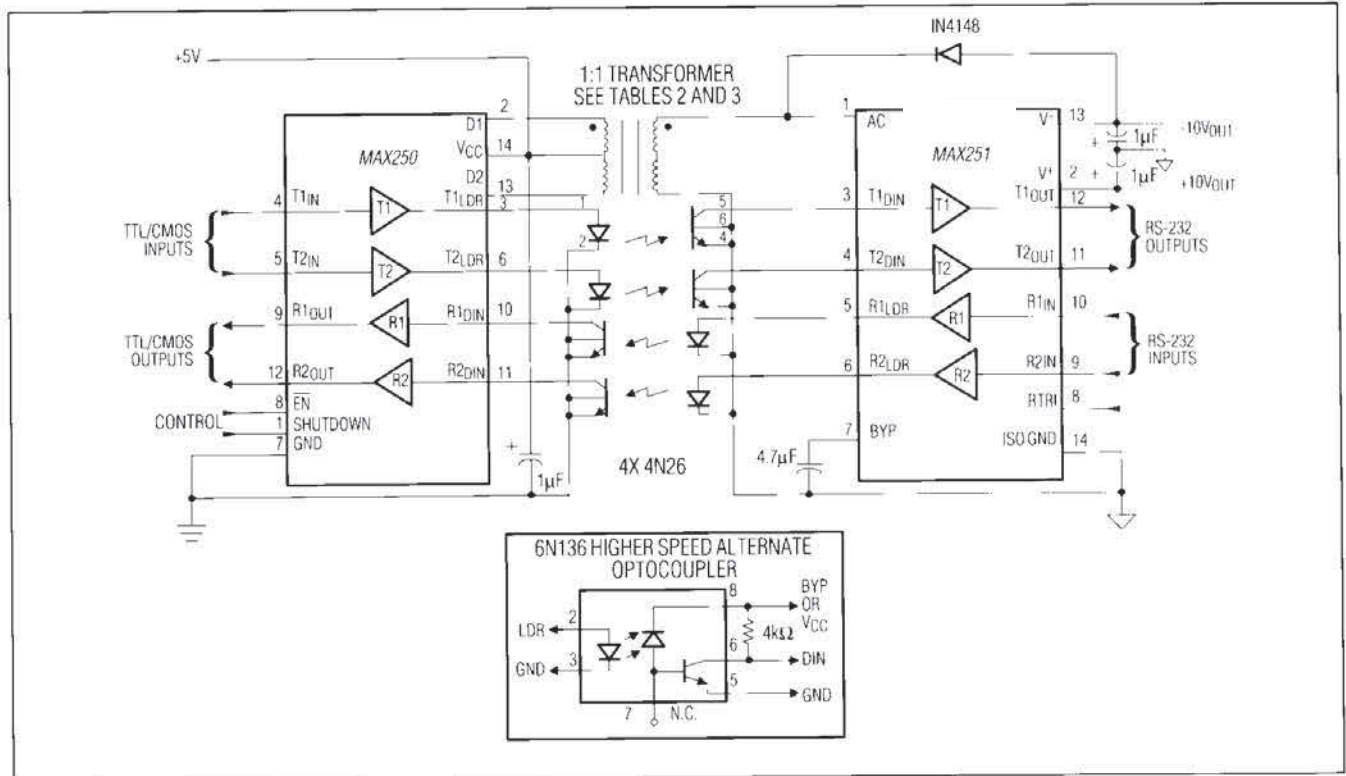 IN4148
+5V
1:1 TRANSFORMER
SEE TABLES 2 AND 3
MAX250
2
D1
VCC 14
D2
13
4 T1IN
T1
T1LDR
3
TTL/CMOS
INPUTS
5 T2IN
T2
T2LDR 6
9 R1OUT
R1
R1DIN 10
TTL/CMOS
OUTPUTS
12 R2OUT
R2
R2DIN 11
8 EN
CONTROL
1 SHUTDOWN
7 GND
+
1µF
1
2
5
6
4
4X 4N26
MAX251
1
AC
V- 13
-10VOUT
+
1µF
V+ 2
+
1µF
+10VOUT
3 T1DIN
T1
T1OUT
12
RS-232
OUTPUTS
4 T2DIN
T2
T2OUT 11
5 R1LDR
R1
R1IN 10
RS-232
INPUTS
6 R2LDR
R2
R2IN 9
RTRI 8
7 BYP
4.7µF
ISO GND 14
6N136 HIGHER SPEED ALTERNATE
OPTOCOUPLER
LDR 2
GND 3
8 BYP
OR
VCC
4kΩ
6 DIN
5 GND
7 N.C.